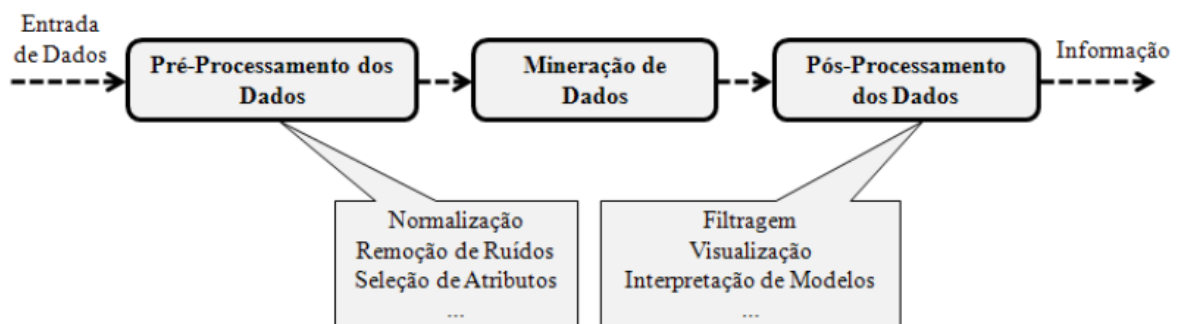 Entrada
de Dados
Pré-Processamento dos
Dados
Mineração de
Dados
Pós-Processamento
dos Dados
Informação
Normalização
Remoção de Ruídos
Seleção de Atributos
...
Filtragem
Visualização
Interpretação de Modelos
...